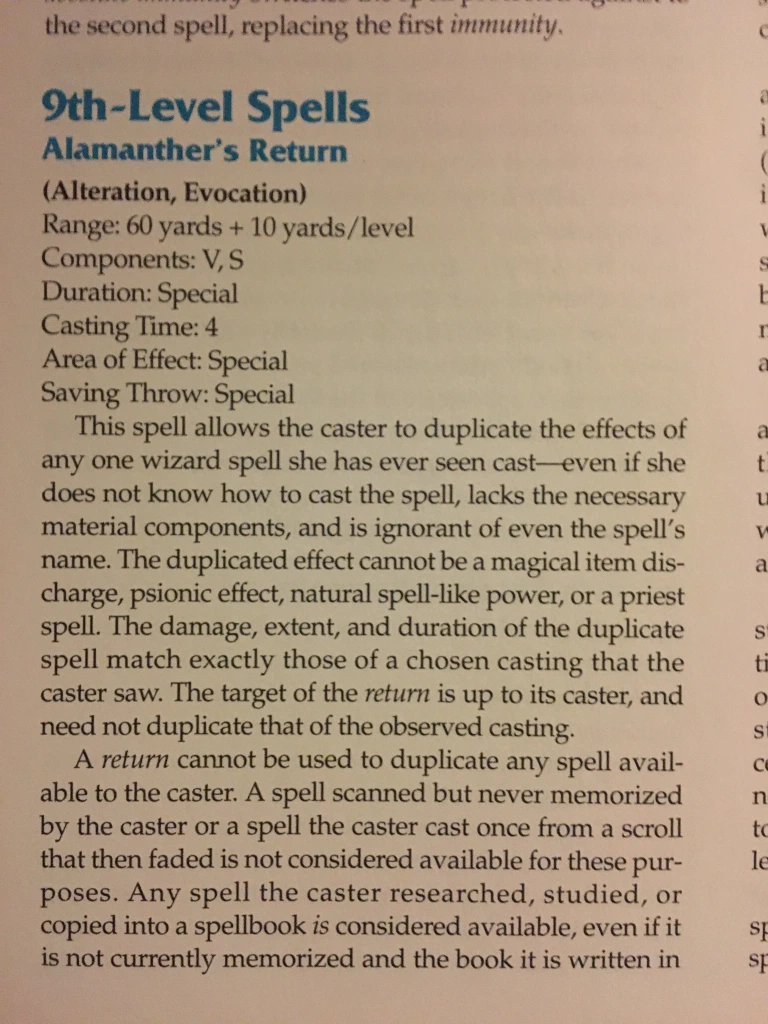 the second spell, replacing the first immunity.
9th-Level Spells
Alamanther's Return
(Alteration, Evocation)
Range: 60 yards + 10 yards/level
Components: V, S
Duration: Special
Casting Time: 4
Area of Effect: Special
Saving Throw: Special
This spell allows the caster to duplicate the effects of
any one wizard spell she has ever seen cast—even if she
does not know how to cast the spell, lacks the necessary
material components, and is ignorant of even the spell's
name. The duplicated effect cannot be a magical item dis-
charge, psionic effect, natural spell-like power, or a priest
spell. The damage, extent, and duration of the duplicate
spell match exactly those of a chosen casting that the
caster saw. The target of the return is up to its caster, and
need not duplicate that of the observed casting.
A return cannot be used to duplicate any spell avail-
able to the caster. A spell scanned but never memorized
by the caster or a spell the caster cast once from a scroll
that then faded is not considered available for these pur-
poses. Any spell the caster researched, studied, or
copied into a spellbook is considered available, even if it
is not currently memorized and the book it is written in